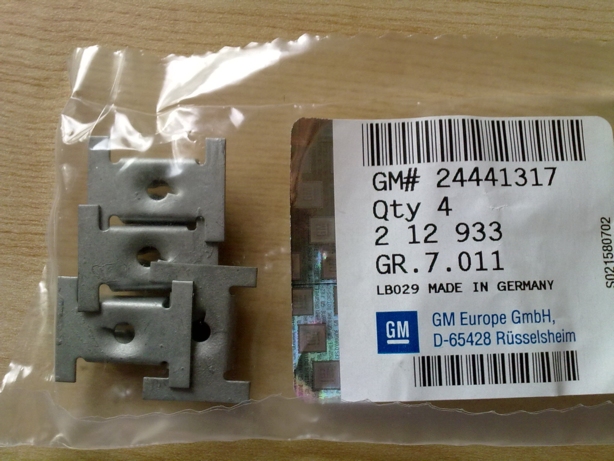 GM# 24441317
Qty 4
2 12 933
GR.7.011
LB029 MADE IN GERMANY
GM
GM Europe GmbH,
D-65428 Rüsselsheim
S021580702